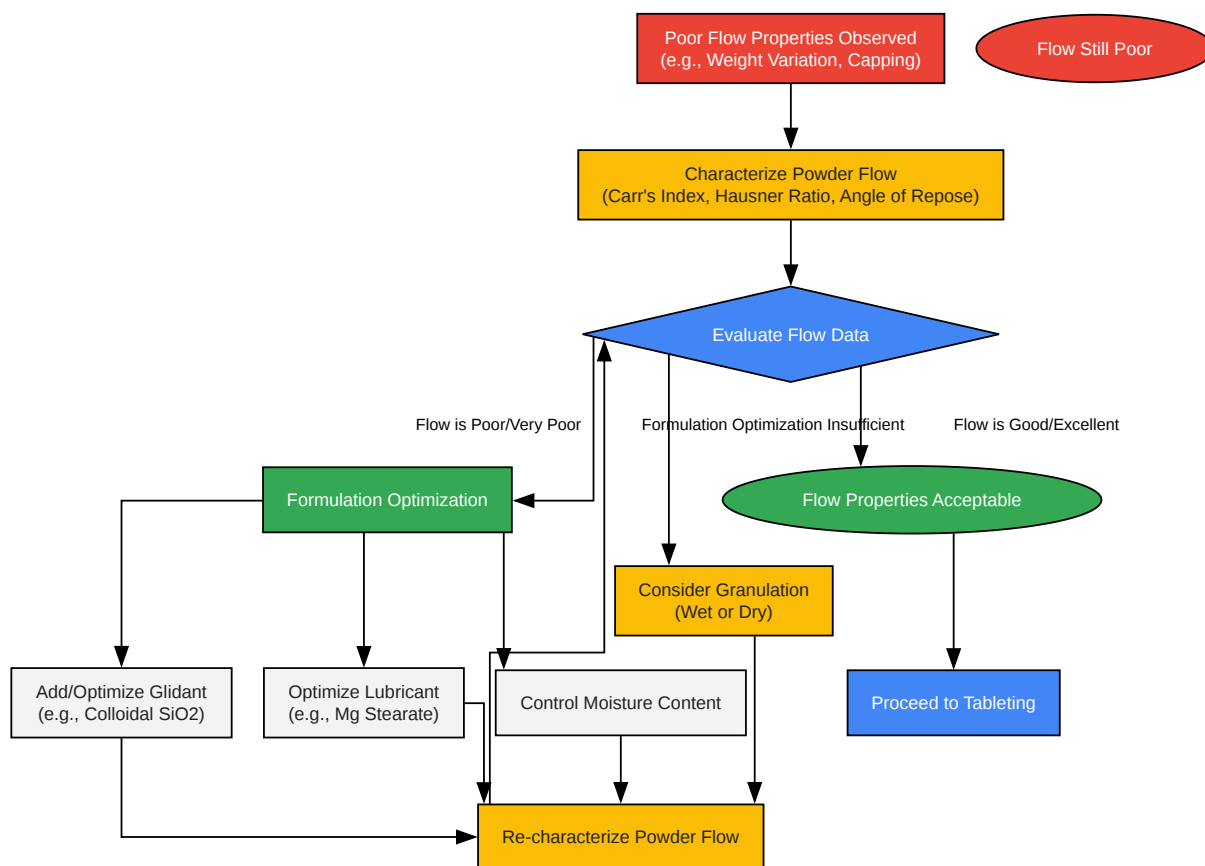 Poor Flow Properties Observed
(e.g., Weight Variation, Capping)
Flow Still Poor
Characterize Powder Flow
(Carr's Index, Hausner Ratio, Angle of Repose)
Evaluate Flow Data
Flow is Poor/Very Poor
Formulation Optimization Insufficient
Flow is Good/Excellent
Formulation Optimization
Flow Properties Acceptable
Consider Granulation
(Wet or Dry)
Add/Optimize Glidant
(e.g., Colloidal SiO2)
Optimize Lubricant
(e.g., Mg Stearate)
Control Moisture Content
Proceed to Tableting
Re-characterize Powder Flow